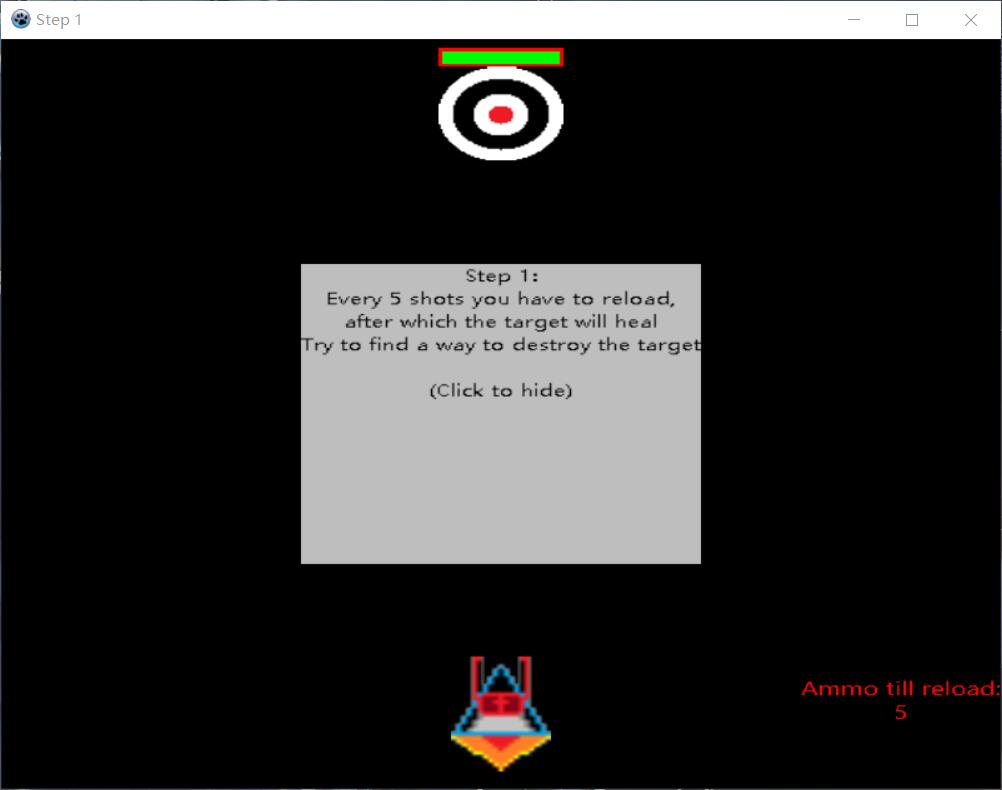 Step 1
Step 1:
Every 5 shots you have to reload,
after which the target will heal
Try to find a way to destroy the target
(Click to hide)
Ammo till reload:
5